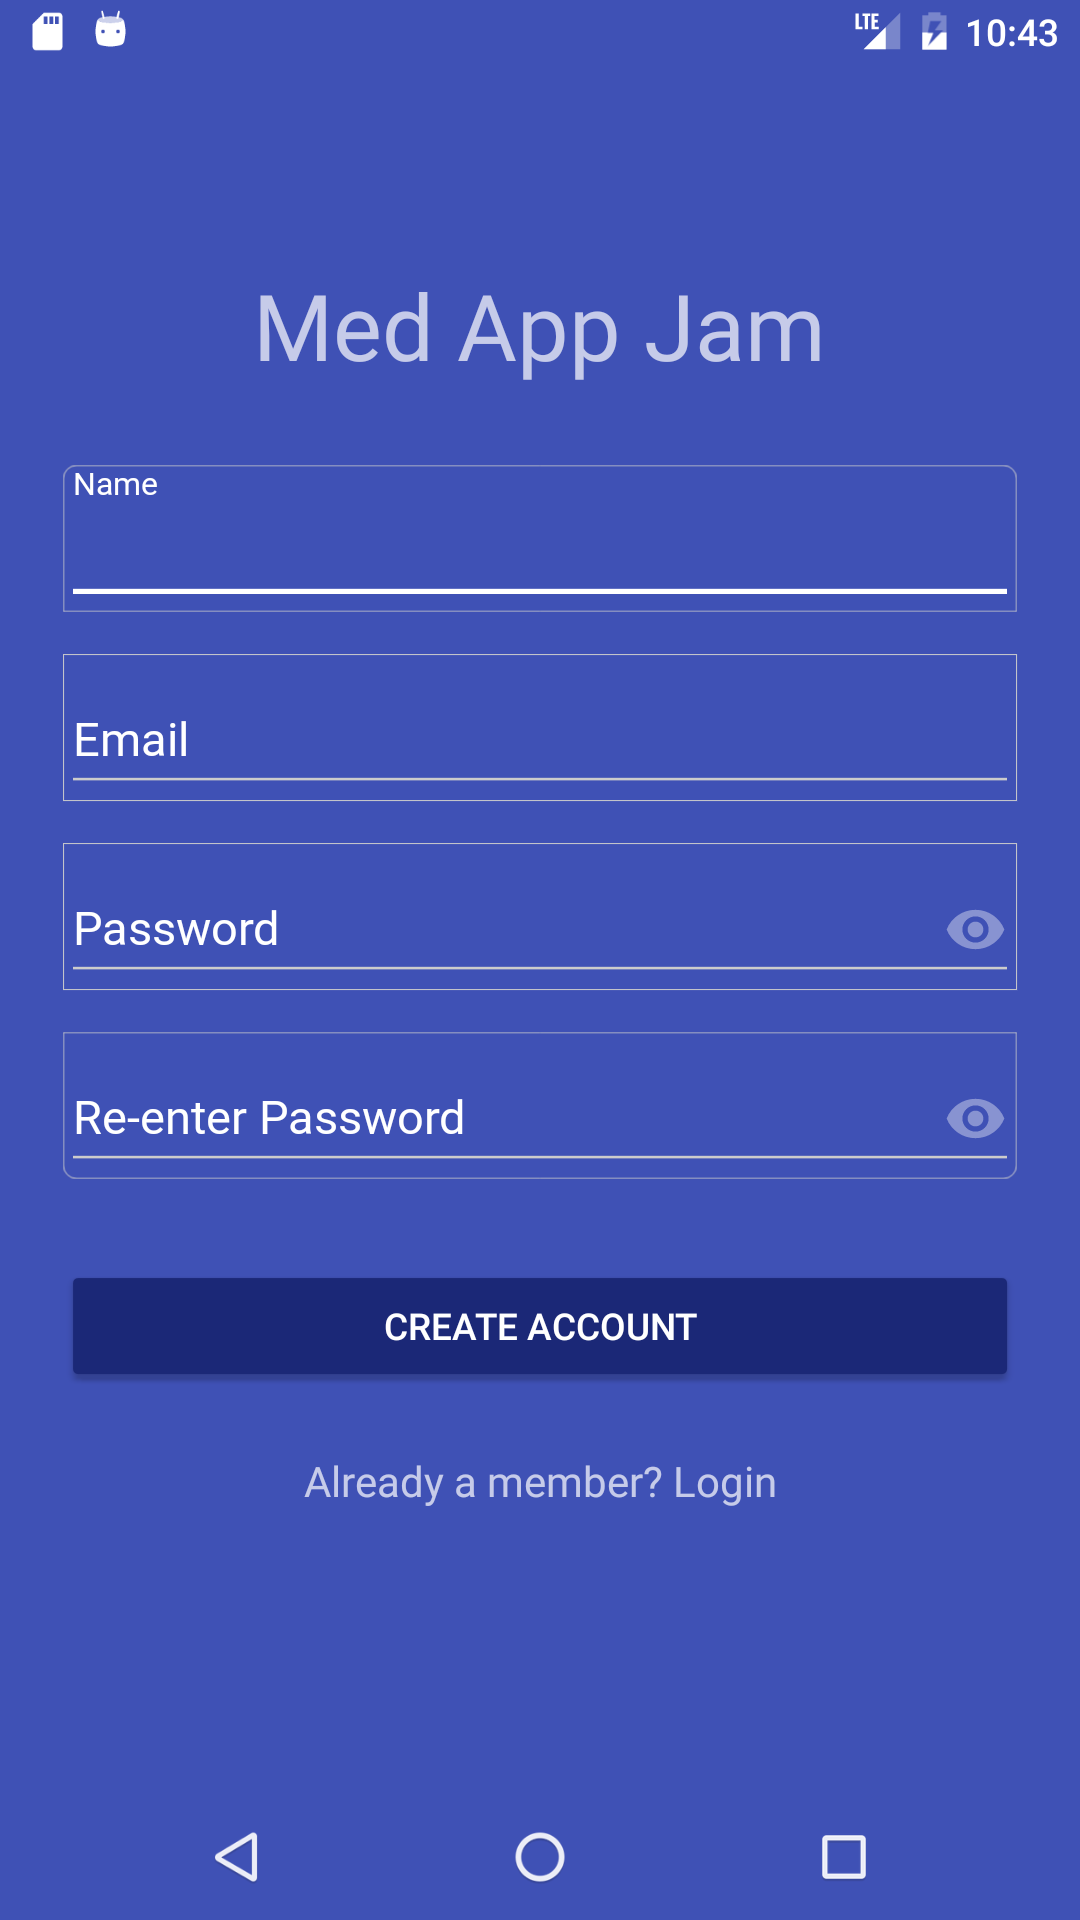 LTE 10:43
Med App Jam
Name
Email
Password
Re-enter Password
CREATE ACCOUNT
Already a member? Login